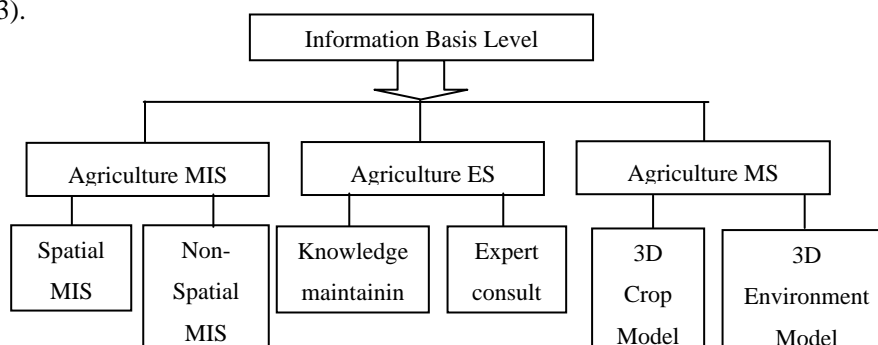 3).
Information Basis Level
Agriculture MIS
Agriculture ES
Agriculture MS
Spatial
MIS
Non-
Spatial
MIS
Knowledge
maintainin
Expert
consult
3D
Crop
Model
3D
Environment
Model